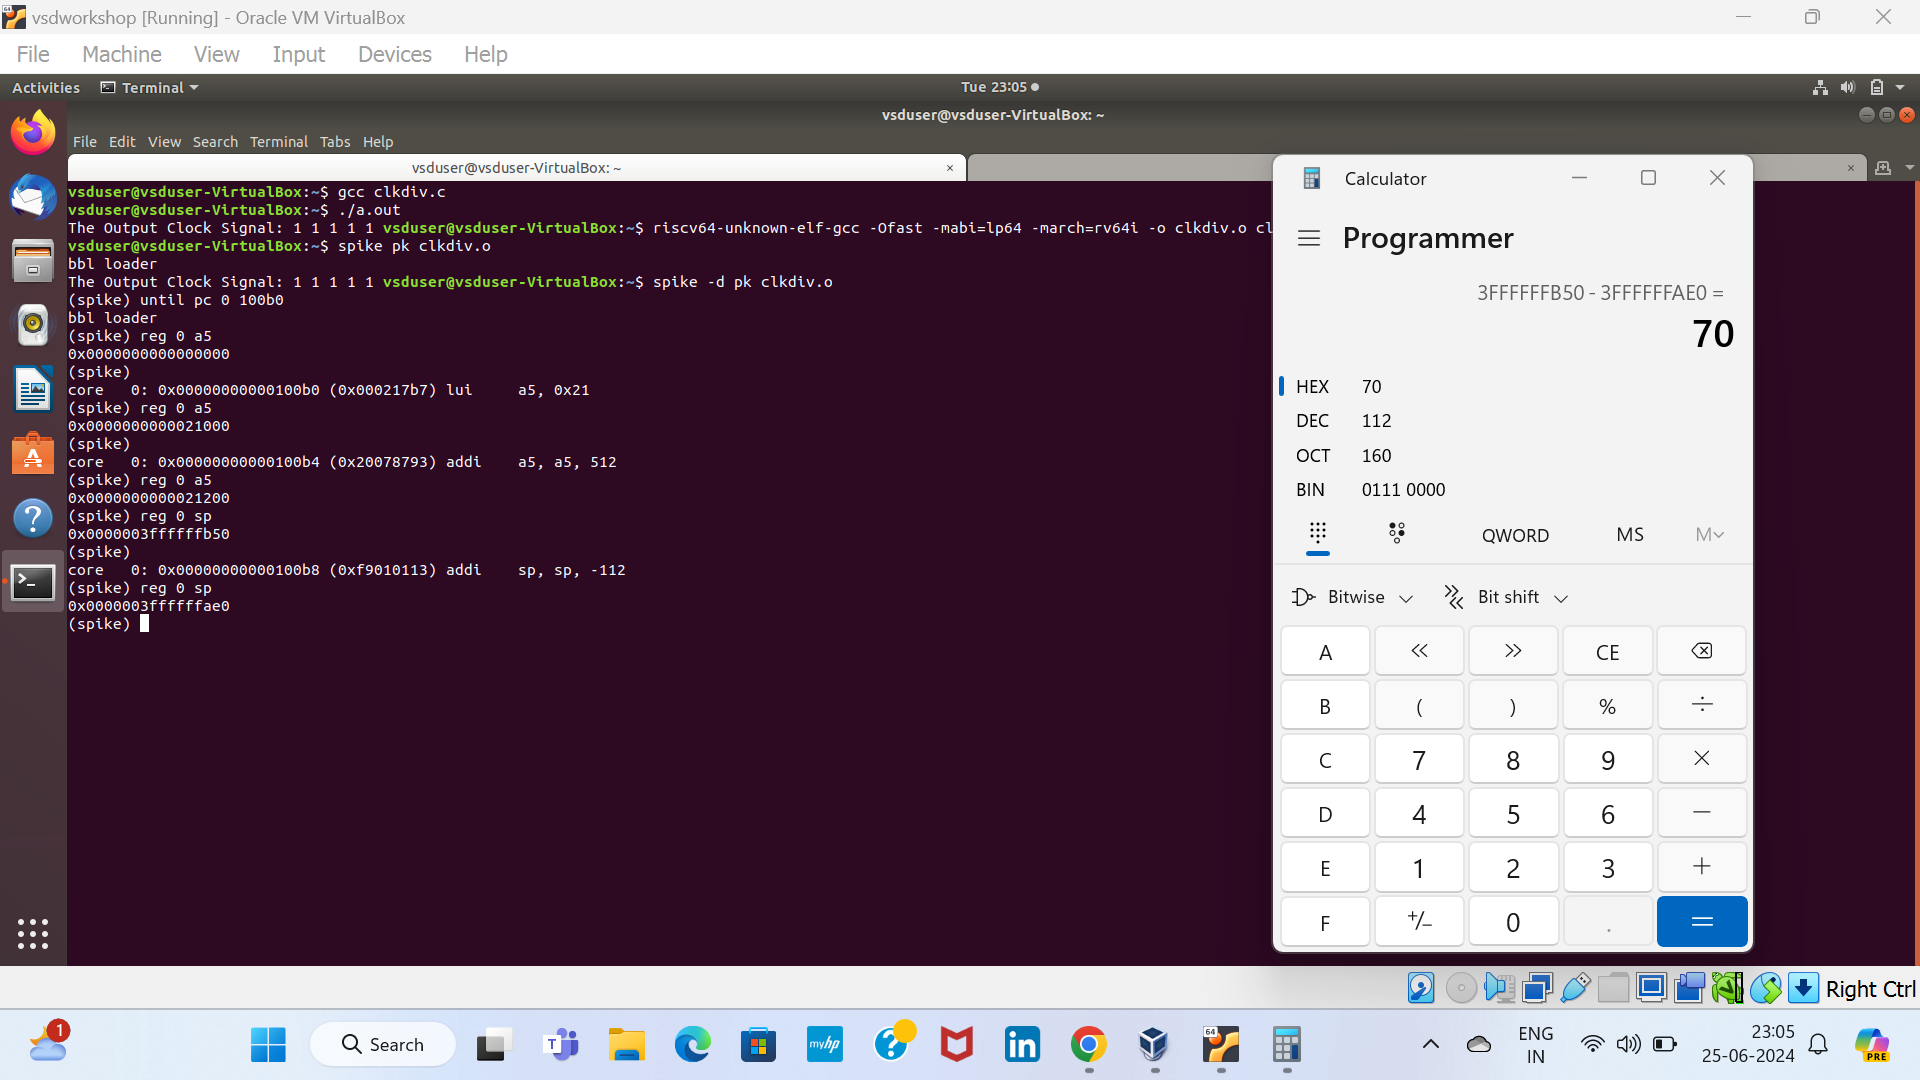 vsdworkshop [Running] - Oracle VM VirtualBox
File Machine View Input Devices Help
Activities Terminal Tue 23:05
vsduser@vsduser-VirtualBox: ~
File Edit View Search Terminal Tabs Help
vsduser@vsduser-VirtualBox: ~ × ×
vsduser@vsduser-VirtualBox:~$ gcc clkdiv.c
vsduser@vsduser-VirtualBox:~$ ./a.out
The Output Clock Signal: 1 1 1 1 1 vsduser@vsduser-VirtualBox:~$ riscv64-unknown-elf-gcc -Ofast -mabi=lp64 -march=rv64i -o clkdiv.o cl
vsduser@vsduser-VirtualBox:~$ spike pk clkdiv.o
bbl loader
The Output Clock Signal: 1 1 1 1 1 vsduser@vsduser-VirtualBox:~$ spike -d pk clkdiv.o
(spike) until pc 0 100b0
bbl loader
(spike) reg 0 a5
0x0000000000000000
(spike)
core   0: 0x00000000000100b0 (0x000217b7) lui     a5, 0x21
(spike) reg 0 a5
0x0000000000021000
(spike)
core   0: 0x00000000000100b4 (0x20078793) addi    a5, a5, 512
(spike) reg 0 a5
0x0000000000021200
(spike) reg 0 sp
0x0000003ffffffb50
(spike)
core   0: 0x00000000000100b8 (0xf9010113) addi    sp, sp, -112
(spike) reg 0 sp
0x0000003ffffffae0
(spike)
Calculator
Programmer
3FFFFFFB50 - 3FFFFFFAE0 =
70
HEX 70
DEC 112
OCT 160
BIN 0111 0000
QWORD MS M
Bitwise Bit shift
A << >> CE
B ( ) % ÷
C 7 8 9 ×
D 4 5 6 −
E 1 2 3 +
F +/− 0 . =
Right Ctrl
1
Search
T
myhp
?
in
64
ENG
IN
23:05
25-06-2024
PRE